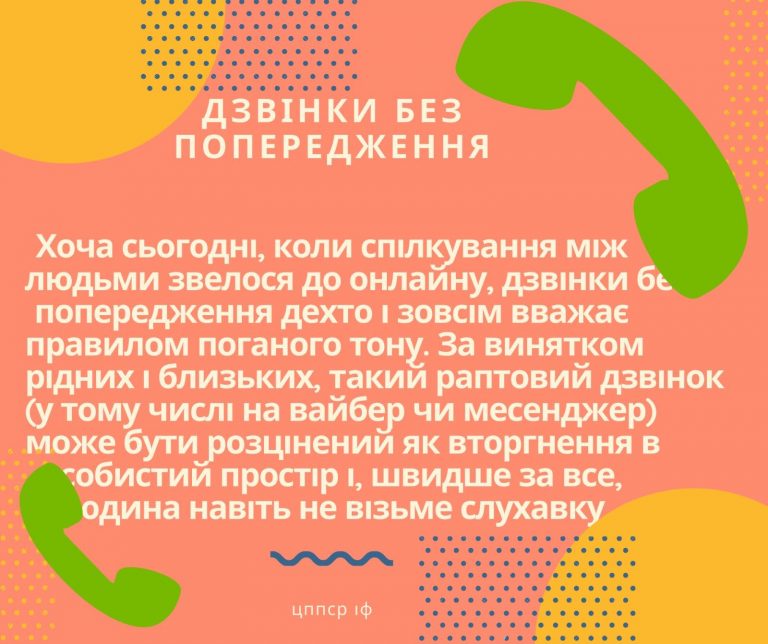 ДЗВІНКИ БЕЗ
ПОПЕРЕДЖЕННЯ
Хоча сьогодні, коли спілкування між
людьми звелося до онлайну, дзвінки
попередження дехто і зовсім вважає
правилом поганого тону. За винятком
рідних і близьких, такий раптовий дзвінок
(у тому числі на вайбер чи месенджер)
може бути розцінений як вторгнення в
простір і, швидше за все,
навіть не візьме слухавку
ЦППСР ІФ